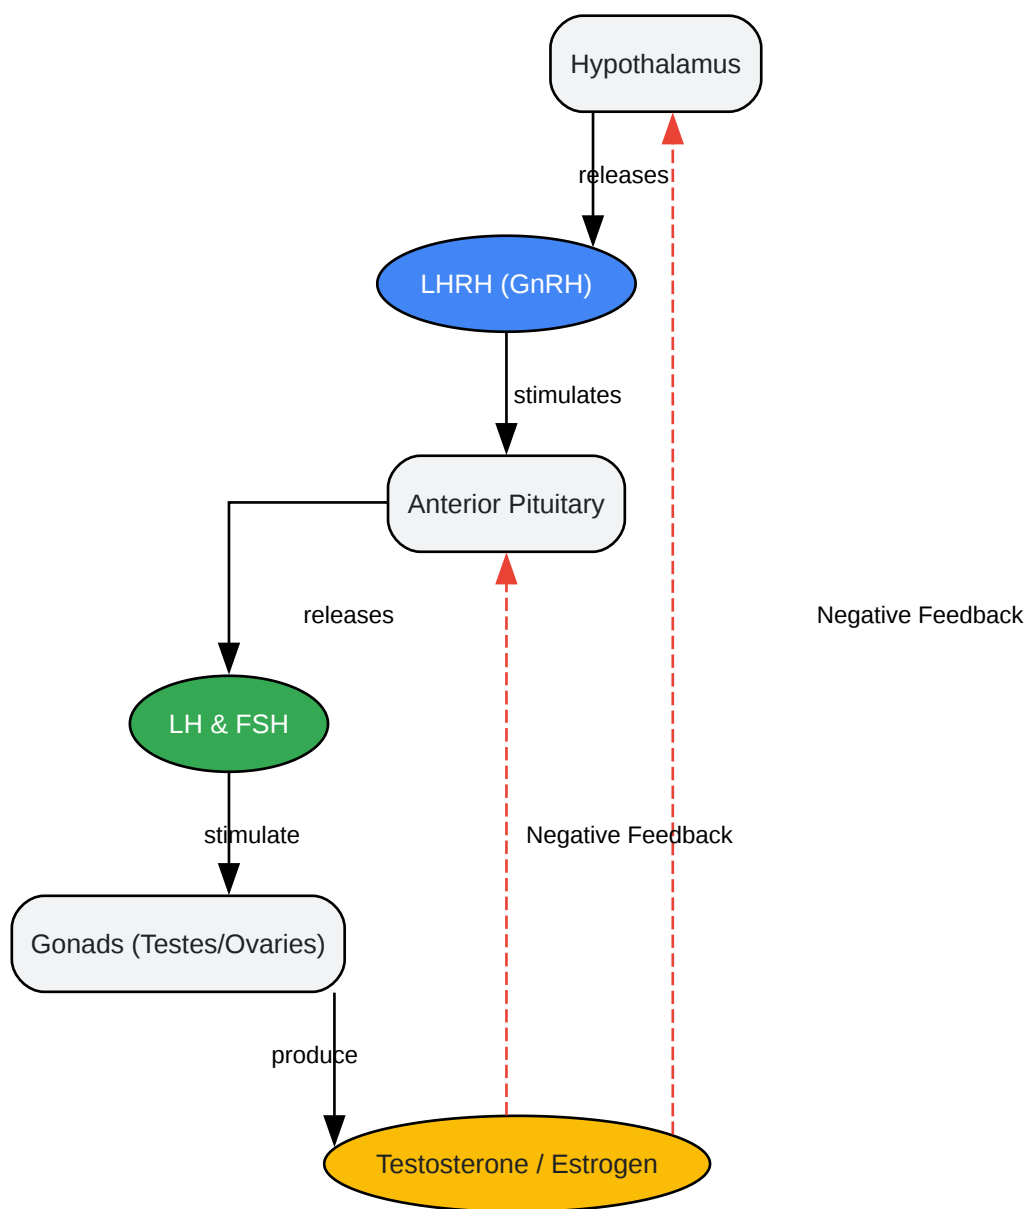 Hypothalamus
releases
LHRH (GnRH)
stimulates
Anterior Pituitary
releases
Negative Feedback
LH & FSH
stimulate
Negative Feedback
Gonads (Testes/Ovaries)
produce
Testosterone / Estrogen